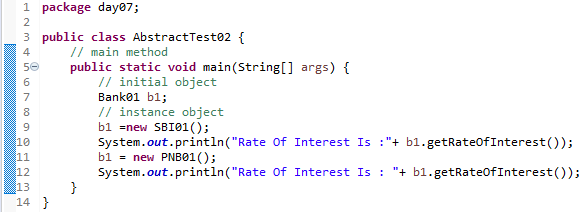 1 package day07;
2
3 public class AbstractTest02 {
4     // main method
5     public static void main(String[] args) {
6         // initial object
7         Bank01 b1;
8         // instance object
9         b1 =new SBI01();
10         System.out.println("Rate Of Interest Is :"+ b1.getRateOfInterest());
11         b1 = new PNB01();
12         System.out.println("Rate Of Interest Is : "+ b1.getRateOfInterest());
13     }
14 }